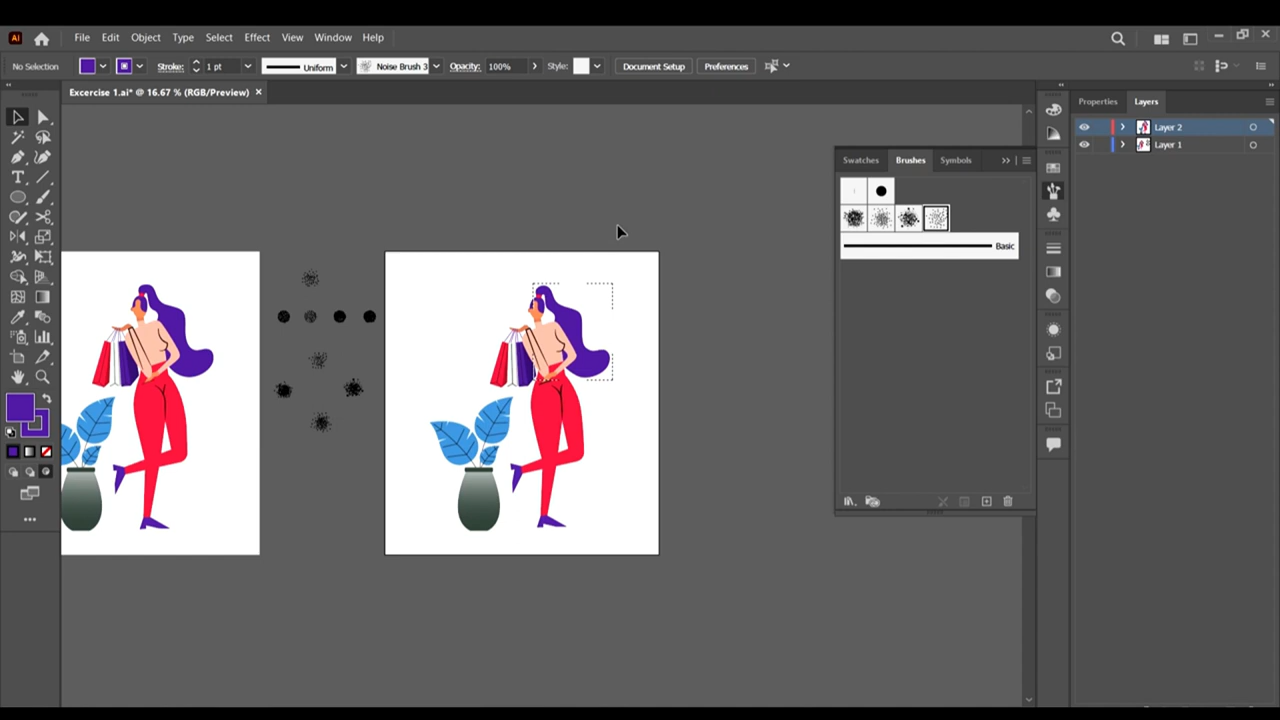 Ai File Edit Object Type Select Effect View Window Help
No Selection Stroke: 1 pt Uniform Noise Brush 3 Opacity: 100% Style: Document Setup Preferences
Excercise 1.ai* @ 16.67 % (RGB/Preview) ×
Properties Layers
Layer 2
Layer 1
Swatches Brushes Symbols
Basic